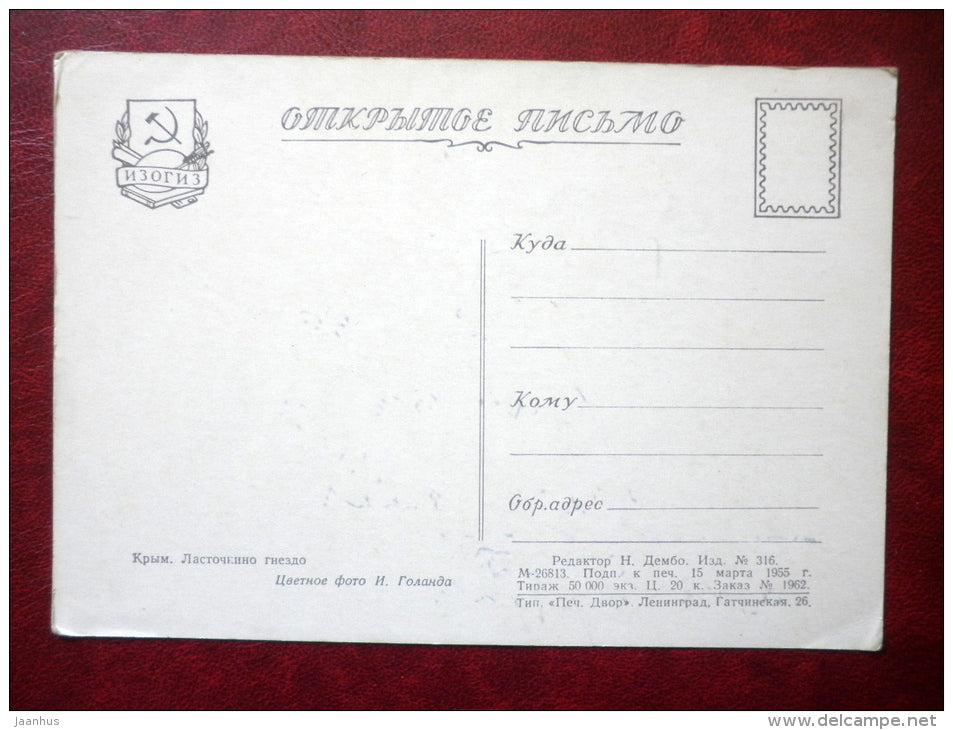 ОТКРЫТОЕ ПИСЬМО
ИЗОГИЗ
Куда
Кому
Обр.адрес
Крым. Ласточкино гнездо
Цветное фото И. Голанда
Редактор Н. Дембо. Изд. № 316.
М-26813. Подп. к печ. 15 марта 1955 г.
Тираж 50 000 экз. Ц. 20 к. Заказ № 1962.
Тип. «Печ. Двор». Ленинград, Гатчинская, 26.
Jaanhus
www.delcampe.net